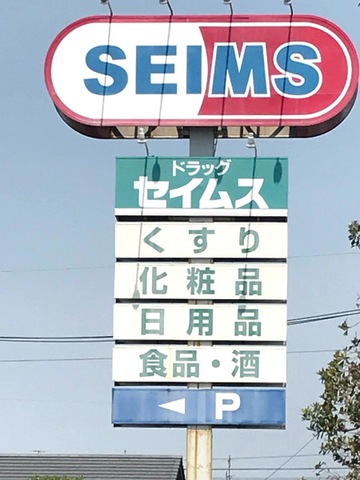 SEIMS
ドラッグ
セイムス
くすり
化粧品
日用品
食品・酒
◀ P